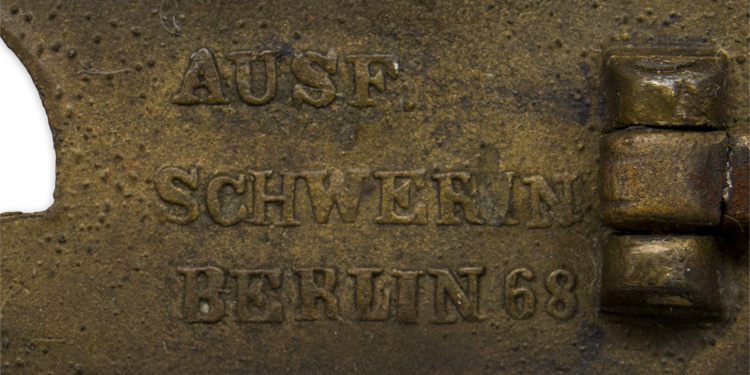 AUSF.
SCHWERIN
BERLIN 68